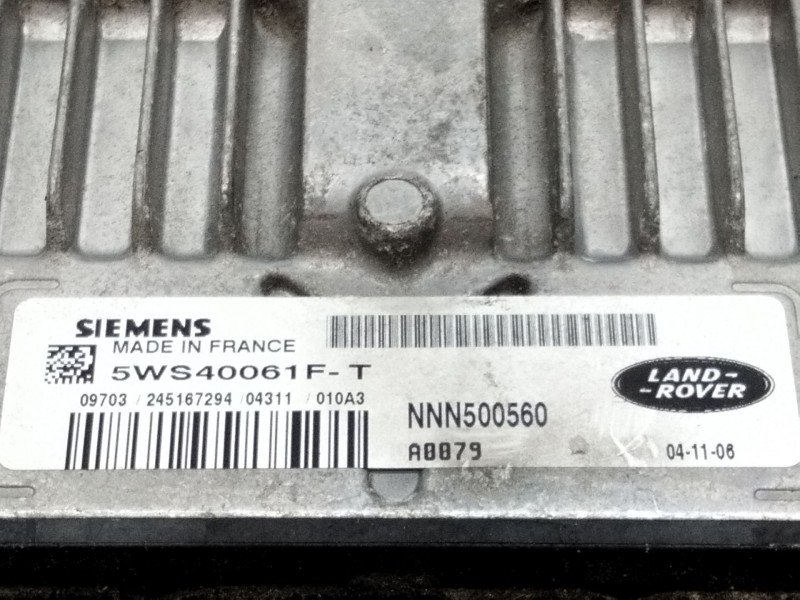 SIEMENS
MADE IN FRANCE
5WS40061F-T
09703 / 245167294 / 04311 / 010A3
NNN500560
A0079
LAND-
-ROVER
04-11-06